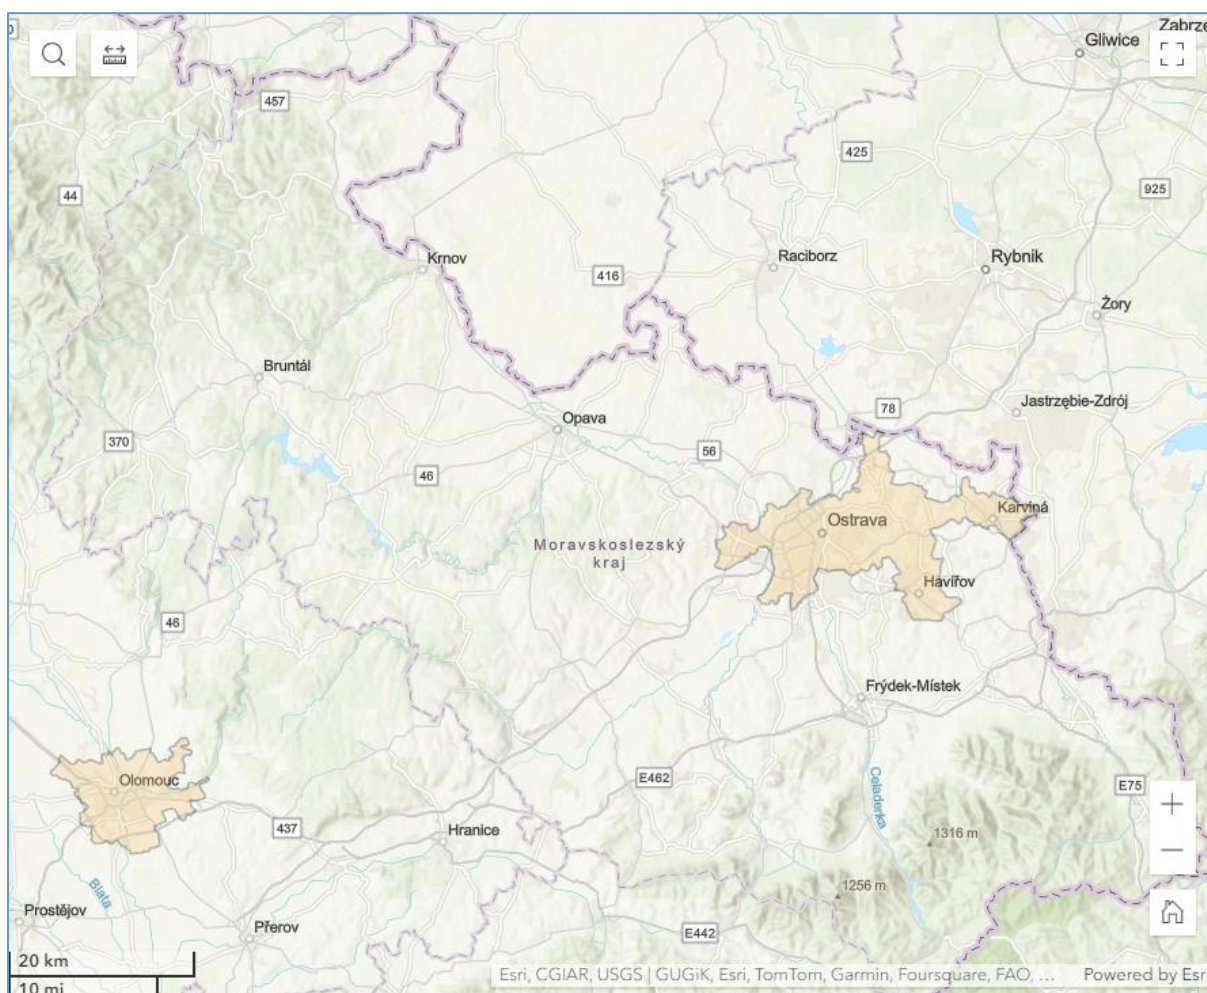 Zabrze
Gliwice
457
425
44
925
Krnov
Raciborz
Rybnik
416
Żory
Bruntál
Jastrzębie-Zdrój
78
Opava
370
56
46
Ostrava
Karviná
Moravskoslezský
kraj
Havířov
46
Frýdek-Místek
Olomouc
E462
E75
Celadenka
437
Hranice
1316 m
1256 m
Blata
Prostějov
Přerov
E442
20 km
10 mi
Esri, CGIAR, USGS | GUGiK, Esri, TomTom, Garmin, Foursquare, FAO, ...
Powered by Esri